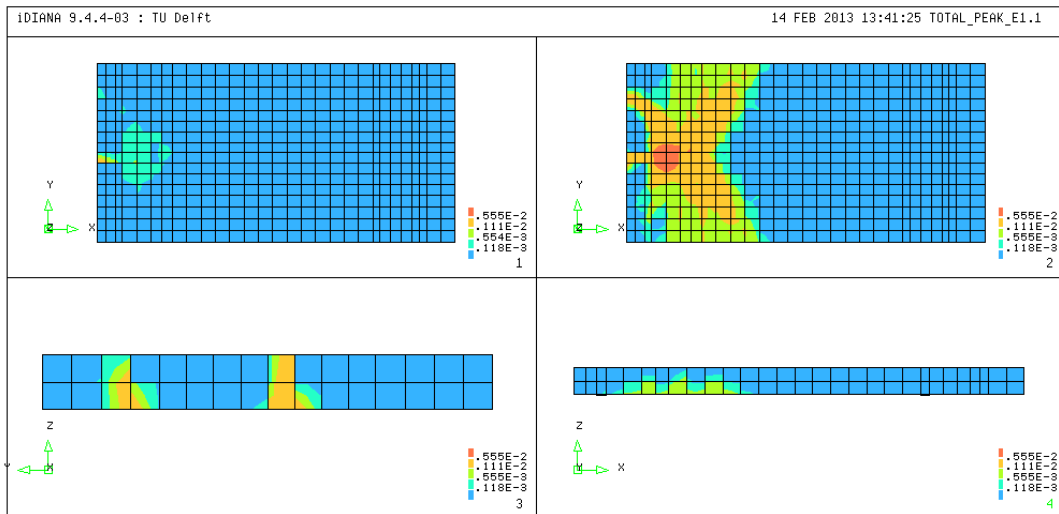 iDIANA 9.4.4-03 : TU Delft
14 FEB 2013 13:41:25 TOTAL_PEAK_E1.1
Y
Z X
.555E-2
.111E-2
.554E-3
.118E-3
1
Y
Z X
.555E-2
.111E-2
.555E-3
.118E-3
2
Z
Y X
.555E-2
.111E-2
.555E-3
.118E-3
3
Z
Y X
.555E-2
.111E-2
.555E-3
.118E-3
4